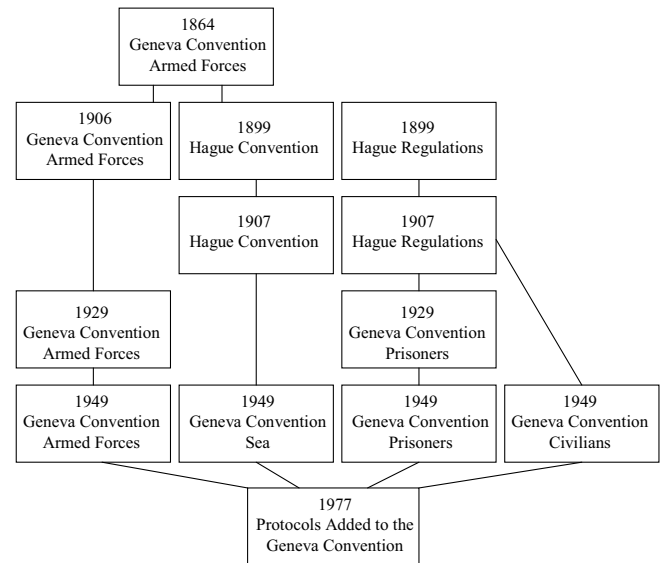 1864
Geneva Convention
Armed Forces
1906
Geneva Convention
Armed Forces
1899
Hague Convention
1899
Hague Regulations
1907
Hague Convention
1907
Hague Regulations
1929
Geneva Convention
Armed Forces
1929
Geneva Convention
Prisoners
1949
Geneva Convention
Armed Forces
1949
Geneva Convention
Sea
1949
Geneva Convention
Prisoners
1949
Geneva Convention
Civilians
1977
Protocols Added to the
Geneva Convention